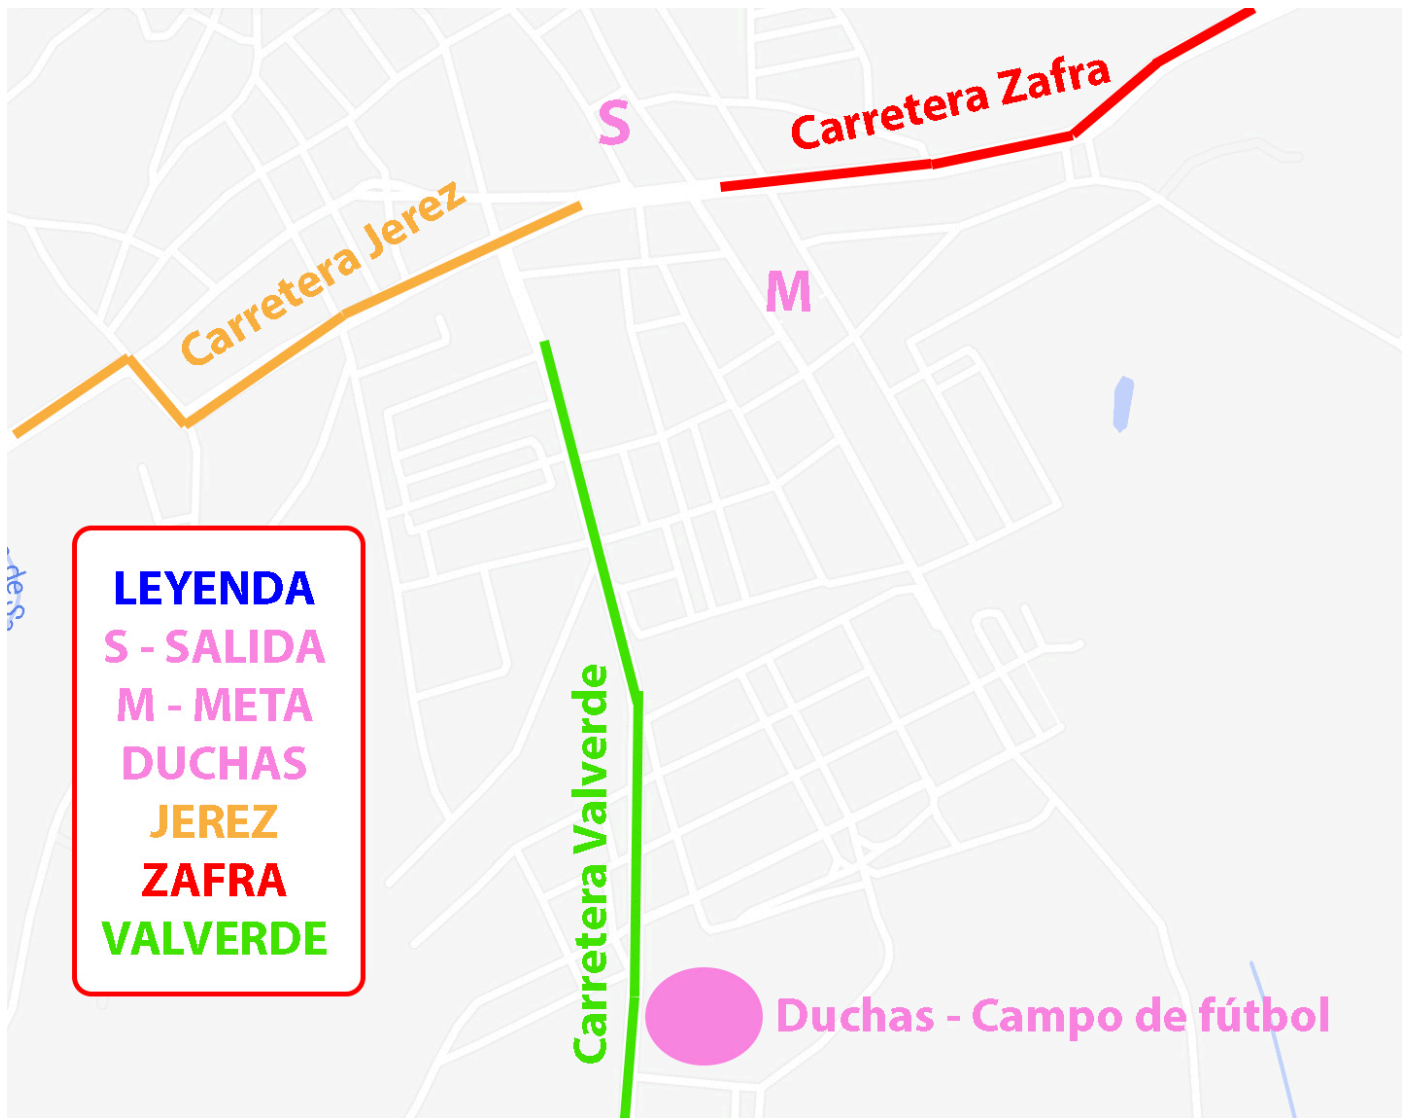 S
Carretera Zafra
Carretera Jerez
M
LEYENDA
S - SALIDA
M - META
DUCHAS
JEREZ
ZAFRA
VALVERDE
Carretera Valverde
Duchas - Campo de fútbol